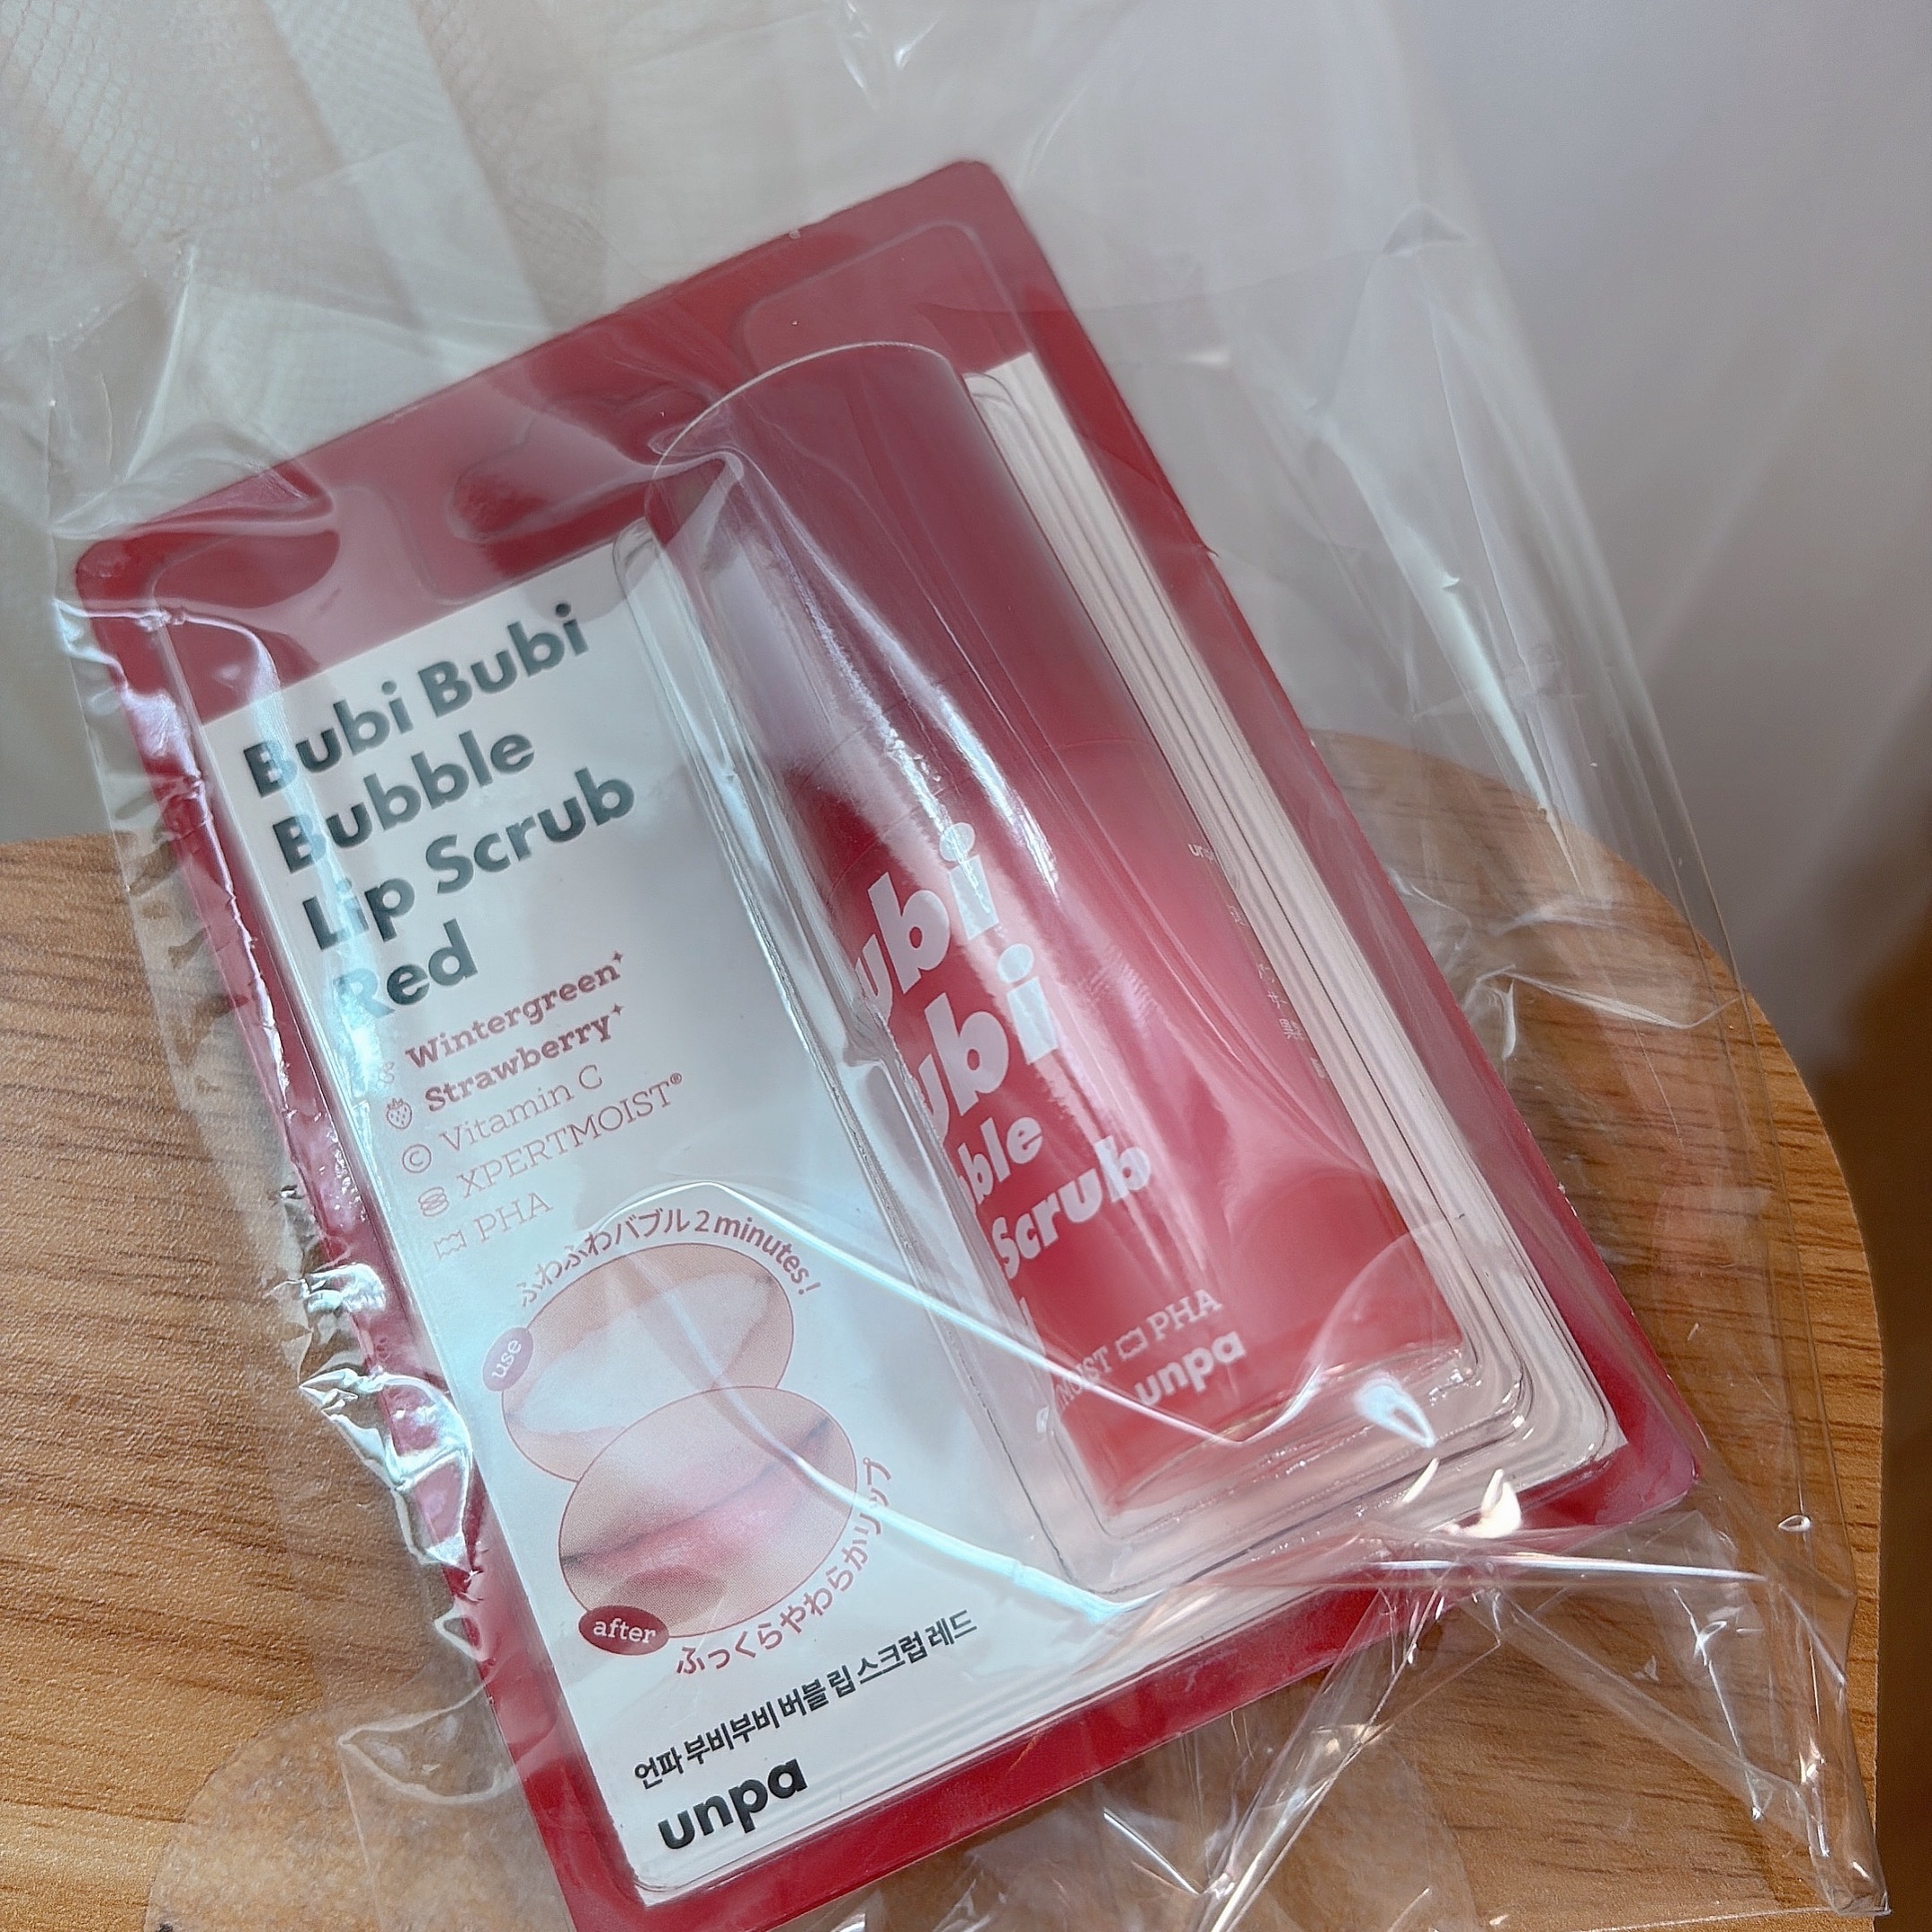 Bubi Bubi
Bubble
Lip Scrub
Red
Wintergreen+
Strawberry+
Vitamin C
XPERTMOIST®
PHA
ふわふわバブル 2 minutes!
use
after
ふっくらやわらかリップ
언파 부비부비 버블 립 스크럽 레드
unpa
ubi
ubi
ble
Scrub
MOIST PHA
unpa